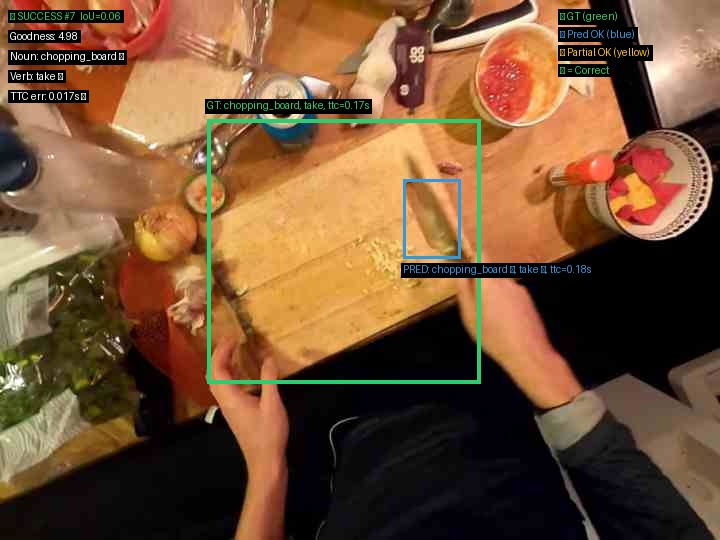 SUCCESS #7 IoU=0.06
Goodness: 4.98
Noun: chopping_board
Verb: take
TTC err: 0.017s
GT (green)
Pred OK (blue)
Partial OK (yellow)
= Correct
GT: chopping_board, take, ttc=0.17s
PRED: chopping_board, take, ttc=0.18s